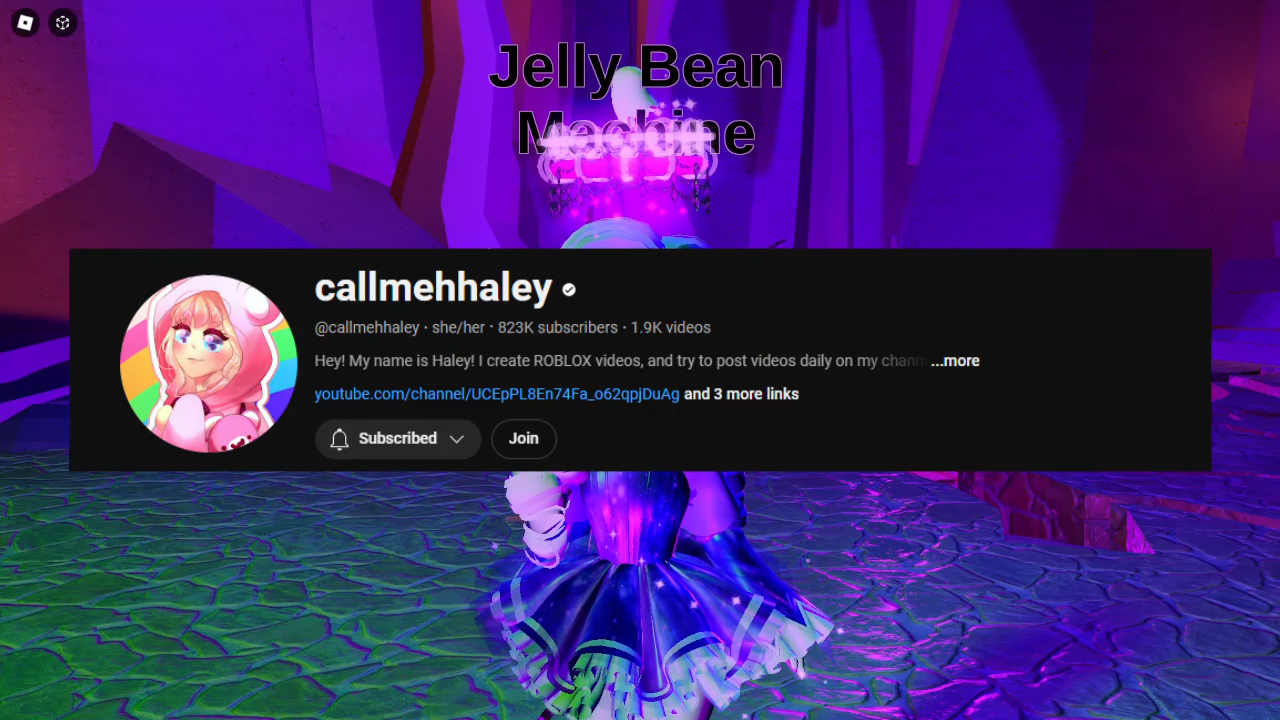 Jelly Bean
Machine
callmehhaley
@callmehhaley · she/her · 823K subscribers · 1.9K videos
Hey! My name is Haley! I create ROBLOX videos, and try to post videos daily on my chann ...more
youtube.com/channel/UCEpPL8En74Fa_o62qpjDuAg and 3 more links
Subscribed
Join